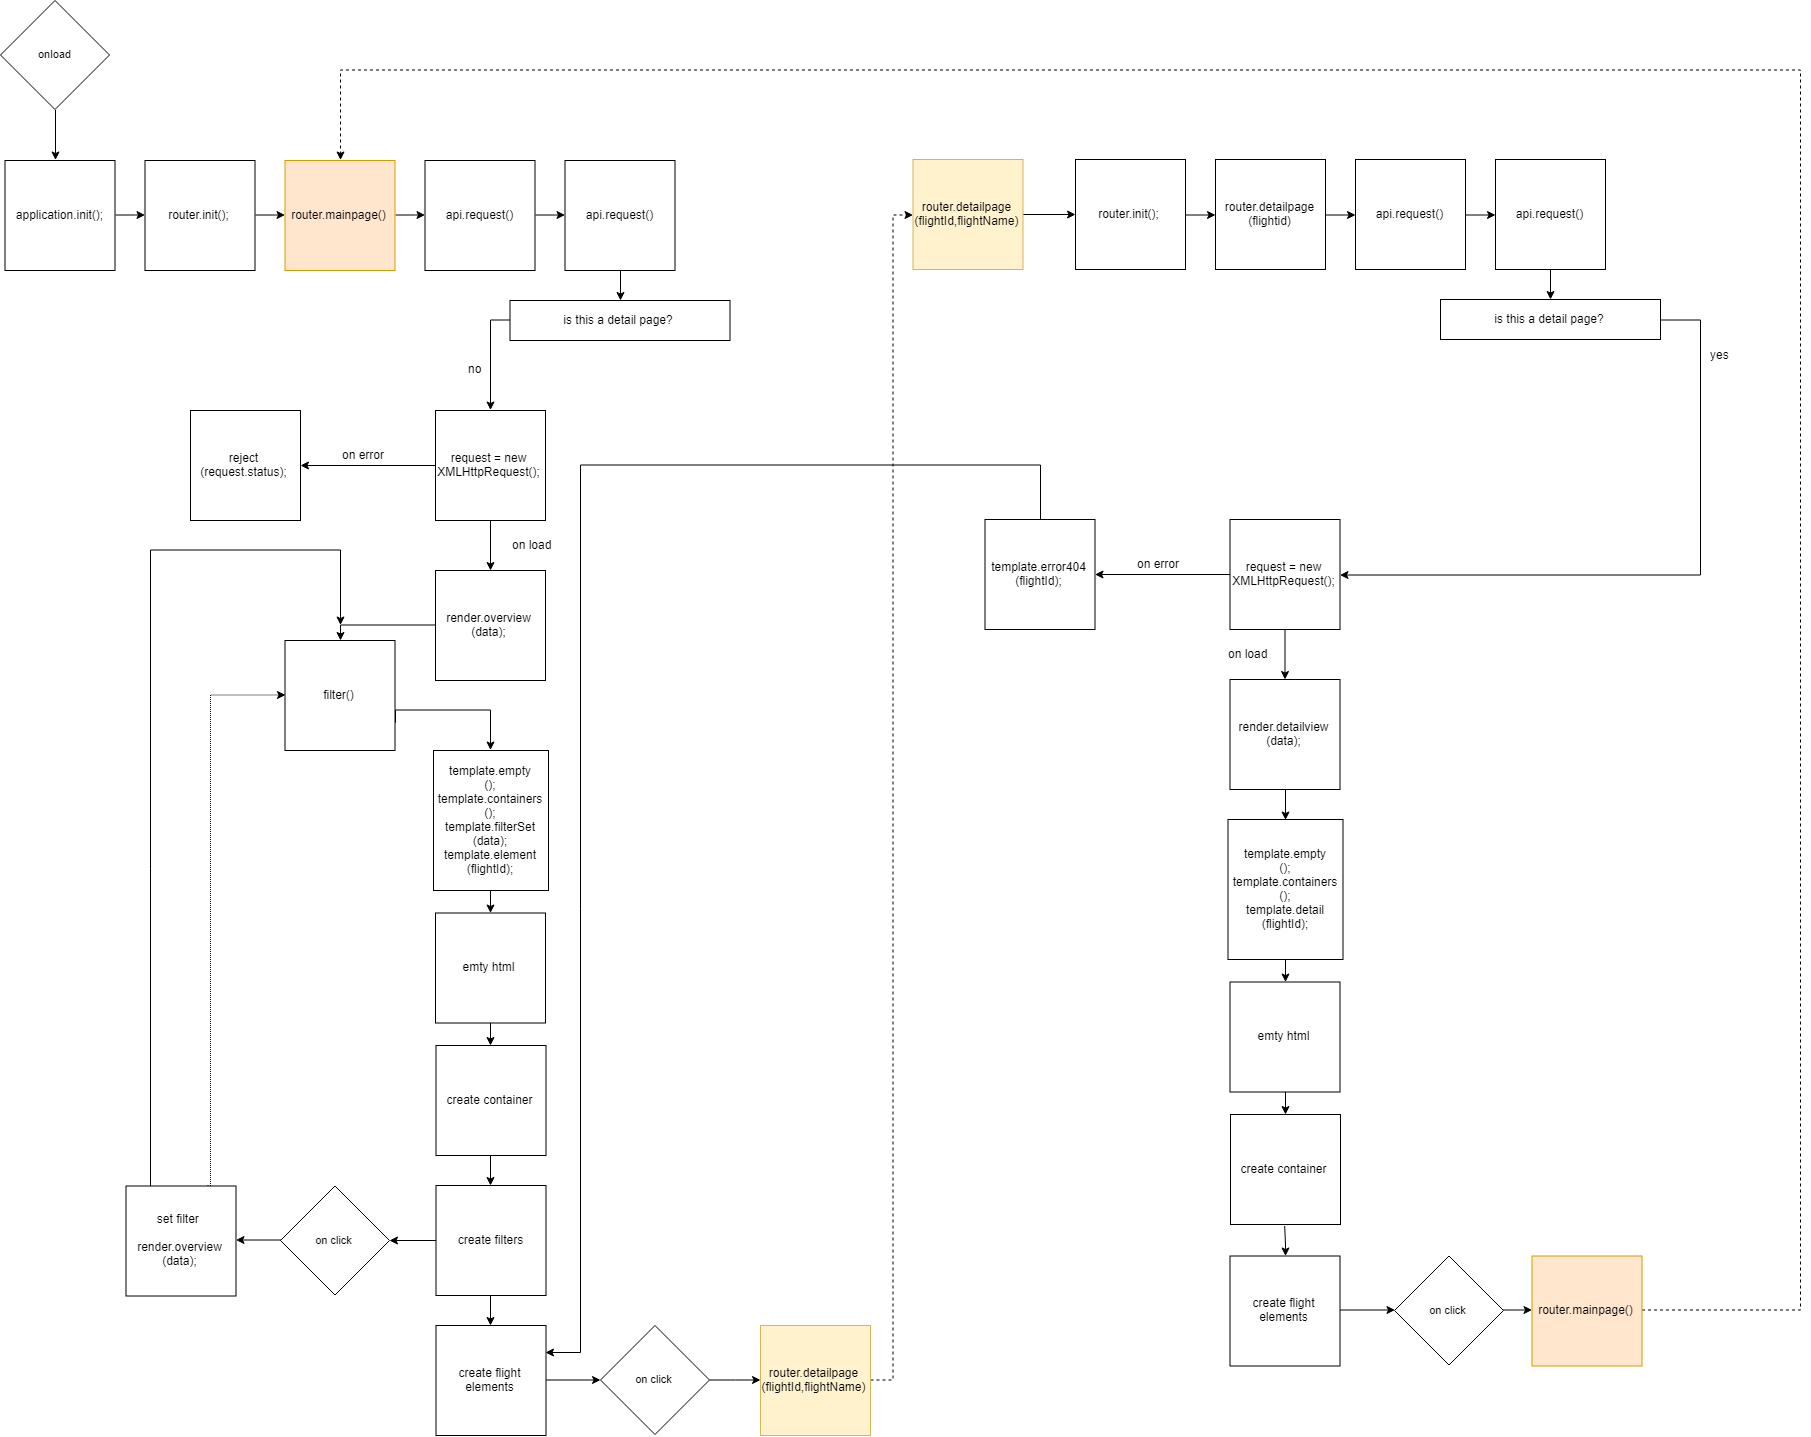 onload
application.init();
router.init();
router.mainpage()
api.request()
api.request()
is this a detail page?
no
request = new
XMLHttpRequest();
on error
reject
(request.status);
on load
render.overview
(data);
filter()
template.empty
();
template.containers
();
template.filterSet
(data);
template.element
(flightId);
emty html
create container
create filters
on click
set filter
render.overview
(data);
create flight
elements
on click
router.detailpage
(flightId,flightName)
router.detailpage
(flightId,flightName)
router.init();
router.detailpage
(flightid)
api.request()
api.request()
is this a detail page?
yes
request = new
XMLHttpRequest();
on error
template.error404
(flightId);
on load
render.detailview
(data);
template.empty
();
template.containers
();
template.detail
(flightId);
emty html
create container
create flight
elements
on click
router.mainpage()